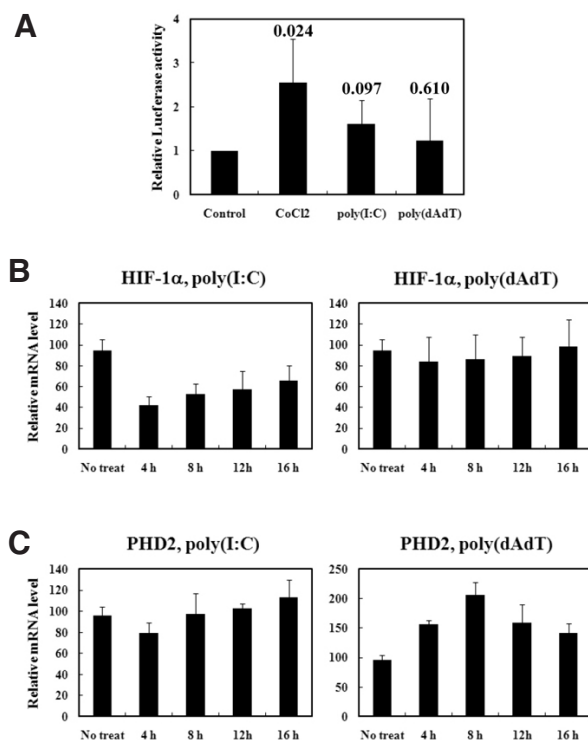 A
Relative Luciferase activity
4
3
2
1
0
0.024
0.097
0.610
Control CoCl2 poly(I:C) poly(dAdT)
B
HIF-1α, poly(I:C)
Relative mRNA level
140
120
100
80
60
40
20
0
No treat 4 h 8 h 12h 16 h
HIF-1α, poly(dAdT)
140
120
100
80
60
40
20
0
No treat 4 h 8 h 12h 16 h
C
PHD2, poly(I:C)
Relative mRNA level
140
120
100
80
60
40
20
0
No treat 4 h 8 h 12h 16 h
PHD2, poly(dAdT)
250
200
150
100
50
0
No treat 4 h 8 h 12 h 16 h